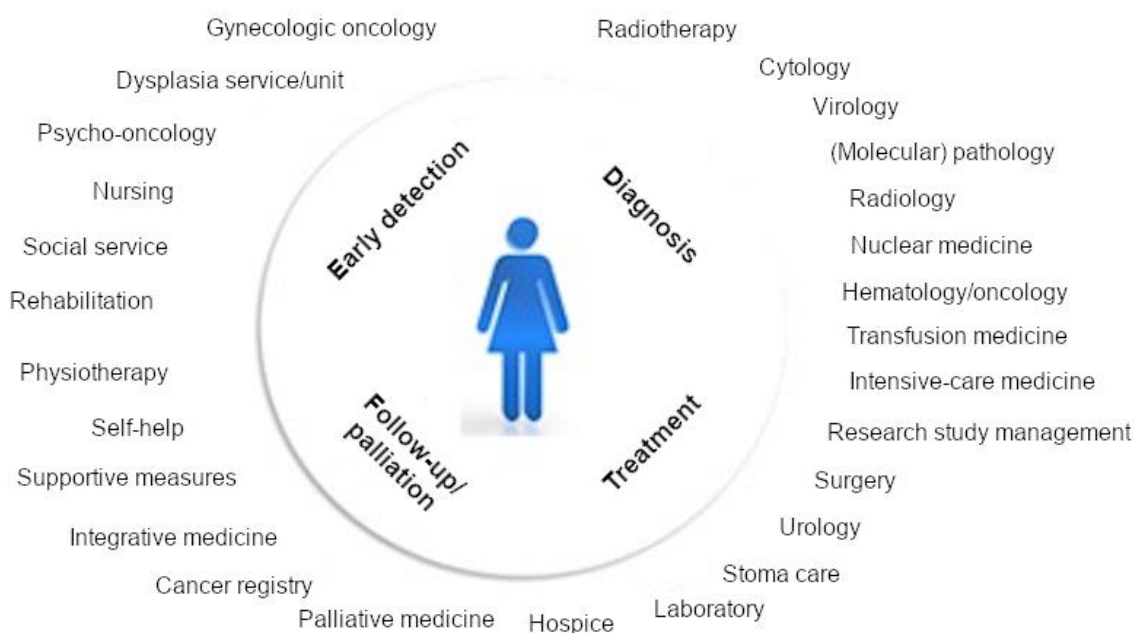 Gynecologic oncology
Radiotherapy
Dysplasia service/unit
Cytology
Psycho-oncology
Virology
(Molecular) pathology
Nursing
Radiology
Social service
Nuclear medicine
Rehabilitation
Hematology/oncology
Transfusion medicine
Physiotherapy
Intensive-care medicine
Self-help
Research study management
Supportive measures
Surgery
Integrative medicine
Urology
Cancer registry
Stoma care
Palliative medicine
Hospice
Laboratory
Early detection
Diagnosis
Follow-up/
palliation
Treatment